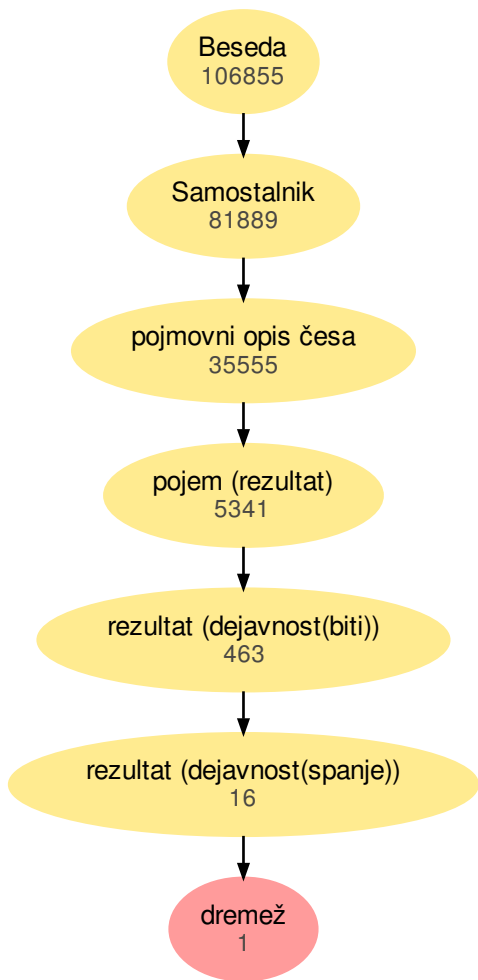 Beseda
106855
Samostalnik
81889
pojmovni opis česa
35555
pojem (rezultat)
5341
rezultat (dejavnost(biti))
463
rezultat (dejavnost(spanje))
16
dremež
1